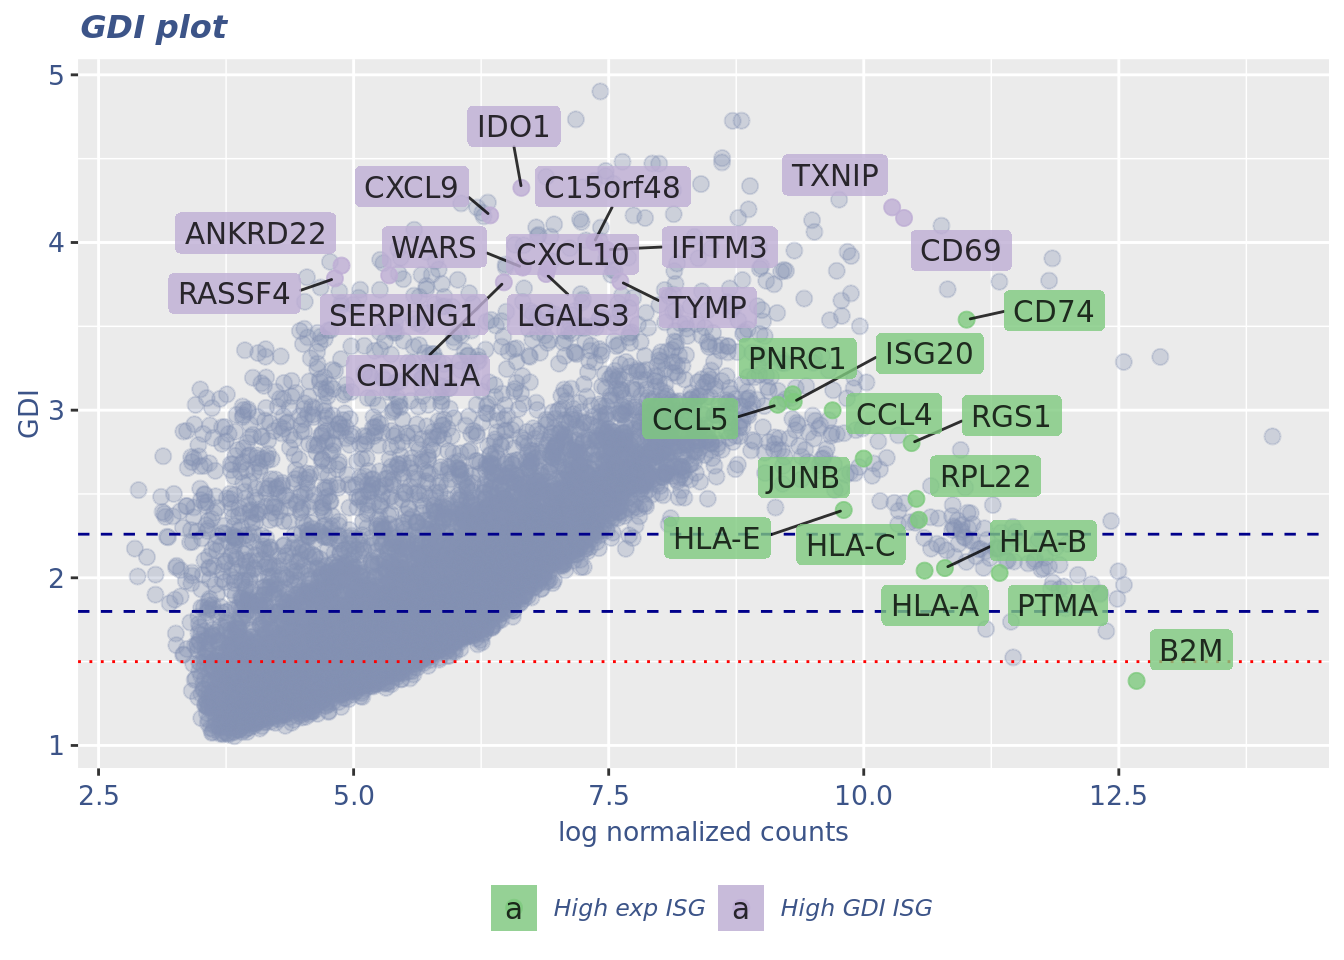 GDI plot
5
4
3
2
1
GDI
IDO1
CXCL9
C15orf48
TXNIP
ANKRD22
WARS
CXCL10
IFITM3
CD69
RASSF4
SERPING1
LGALS3
TYMP
CD74
CDKN1A
PNRC1
ISG20
CCL5
CCL4
RGS1
JUNB
RPL22
HLA-E
HLA-C
HLA-B
HLA-A
PTMA
B2M
2.5
5.0
7.5
10.0
12.5
log normalized counts
a High exp ISG a High GDI ISG